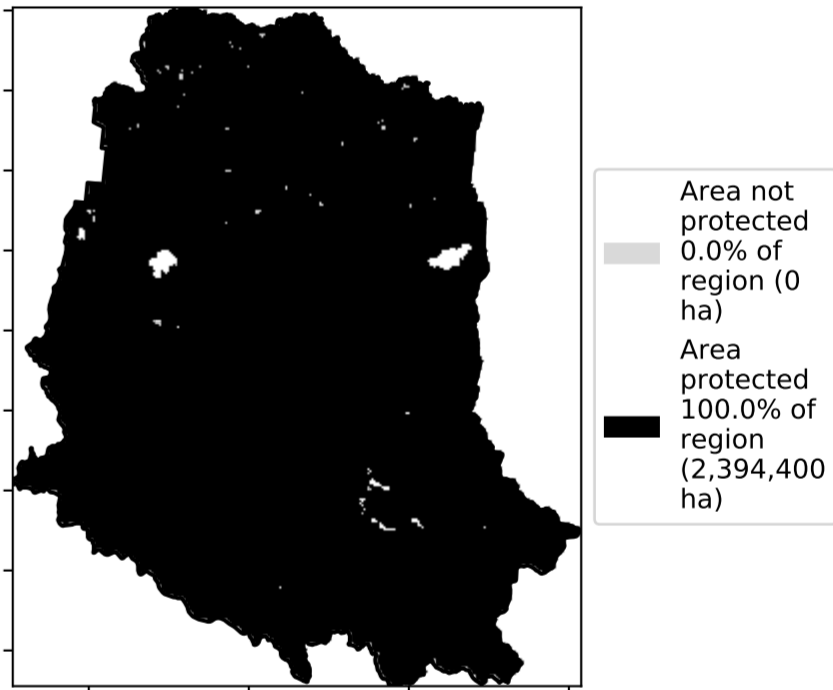 Area not
protected
0.0% of
region (0
ha)
Area
protected
100.0% of
region
(2,394,400
ha)